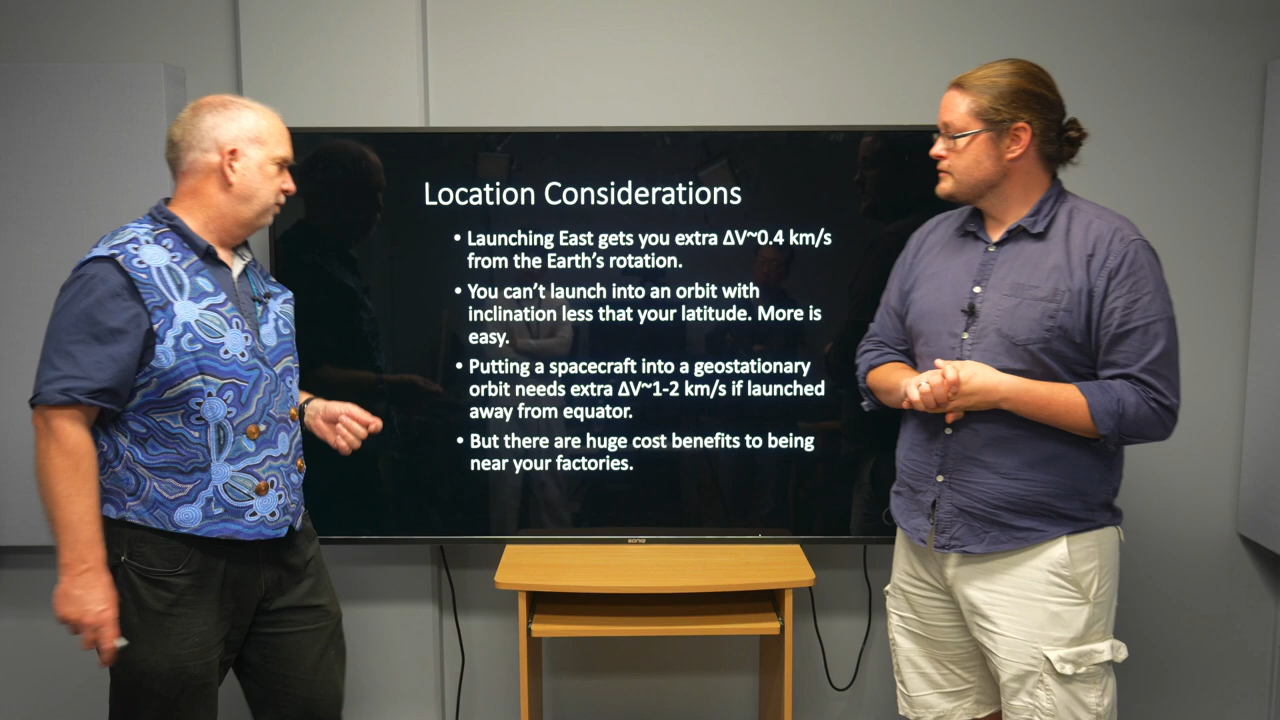 Location Considerations
• Launching East gets you extra ΔV~0.4 km/s
from the Earth's rotation.
• You can't launch into an orbit with
inclination less that your latitude. More is
easy.
• Putting a spacecraft into a geostationary
orbit needs extra ΔV~1-2 km/s if launched
away from equator.
• But there are huge cost benefits to being
near your factories.